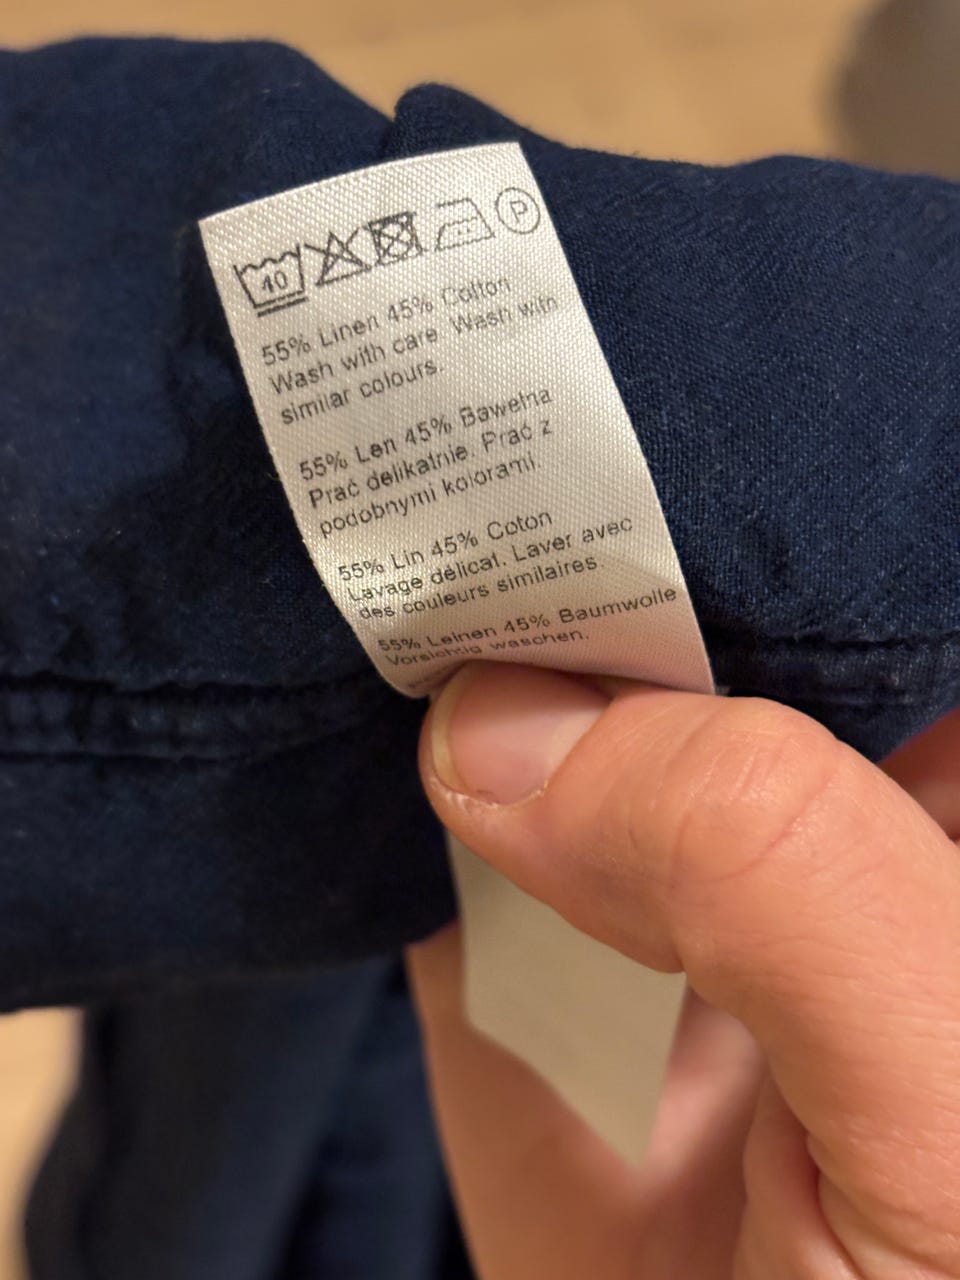 40
P
55% Linen 45% Cotton
Wash with care. Wash with
similar colours.
55% Len 45% Bawełna
Prać delikatnie. Prać z
podobnymi kolorami.
55% Lin 45% Coton
Lavage délicat. Laver avec
des couleurs similaires.
55% Leinen 45% Baumwolle
Vorsichtig waschen.